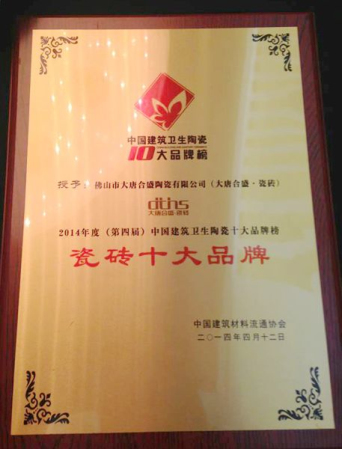 中国建筑卫生陶瓷
10大品牌榜
授予：佛山市大唐合盛陶瓷有限公司（大唐合盛·瓷砖）
dths
大唐合盛·瓷砖
2014年度（第四届）中国建筑卫生陶瓷十大品牌榜
瓷砖十大品牌
中国建筑材料流通协会
二〇一四年四月十二日